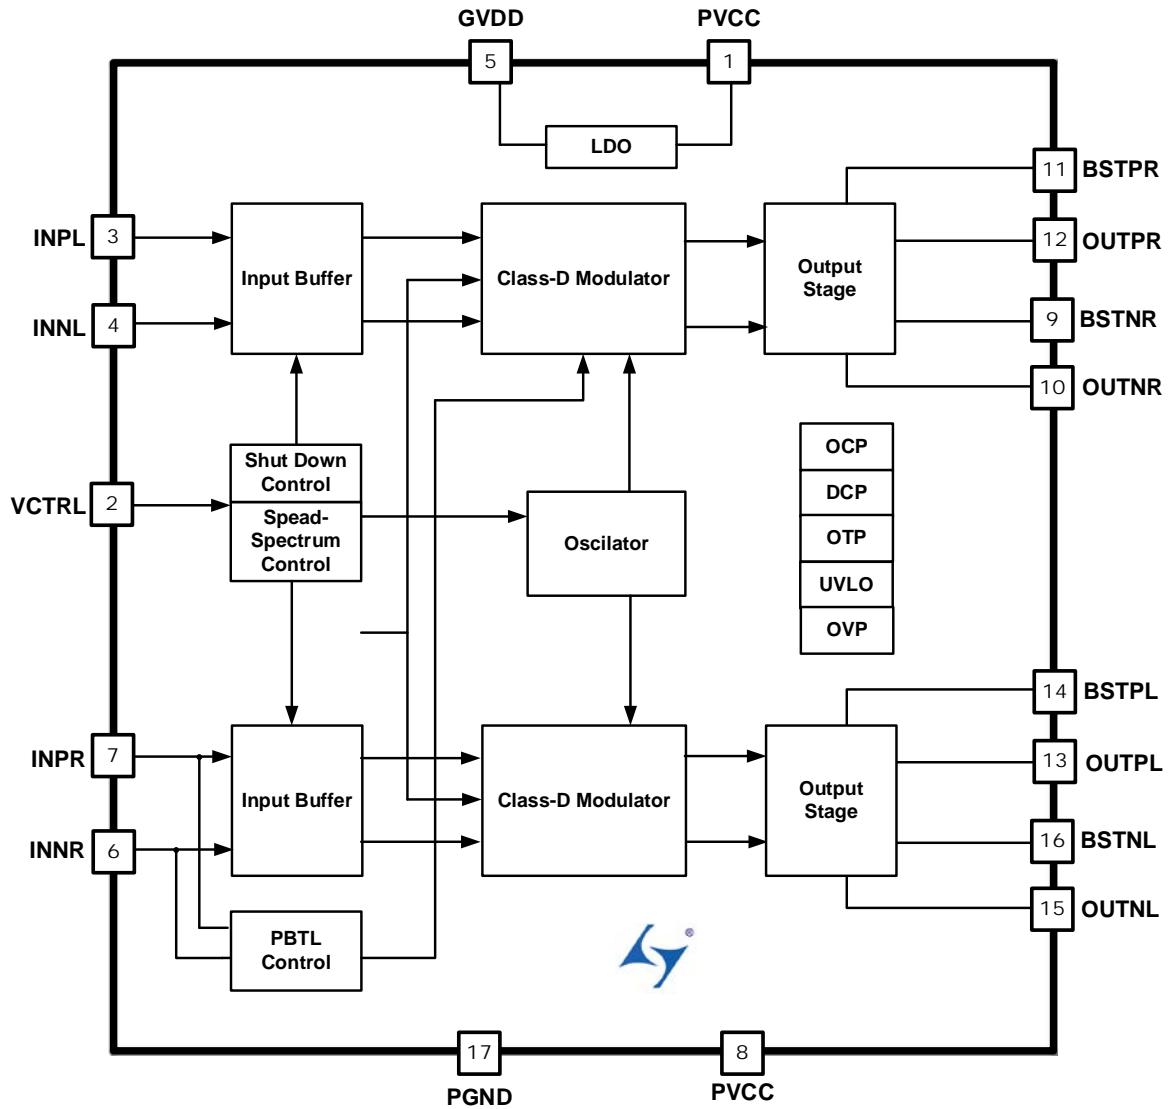 GVDD
PVCC
5
1
LDO
11
BSTPR
INPL
3
12
OUTPR
Input Buffer
Class-D Modulator
Output
Stage
INNL
4
9
BSTNR
10
OUTNR
Shut Down
Control
OCP
VCTRL
2
DCP
Spead-
Spectrum
Control
Oscilator
OTP
UVLO
OVP
14
BSTPL
INPR
7
13
OUTPL
Input Buffer
Class-D Modulator
Output
Stage
INNR
6
16
BSTNL
15
OUTNL
PBTL
Control
®
17
8
PGND
PVCC